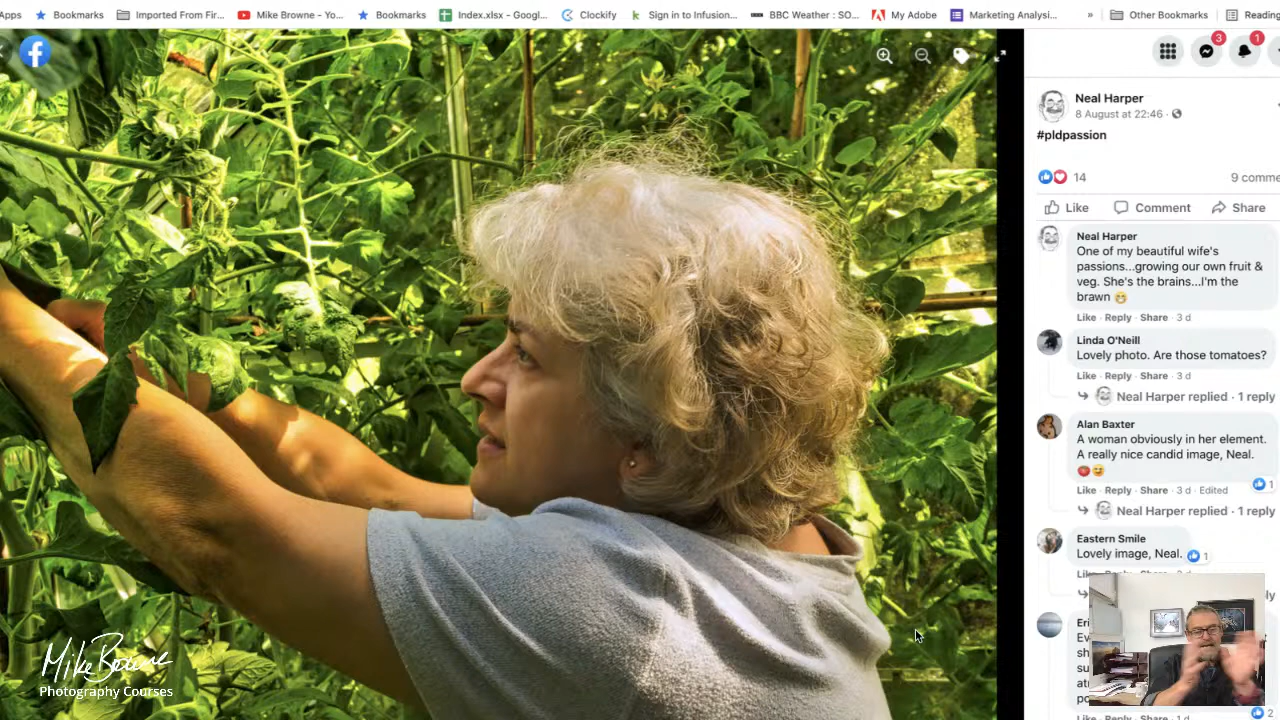 Apps
Bookmarks
Imported From Fir...
Mike Browne - Yo...
Bookmarks
Index.xlsx - Googl...
Clockify
Sign in to Infusion...
BBC Weather : SO...
My Adobe
Marketing Analysi...
»
Other Bookmarks
Reading
3
1
Neal Harper
8 August at 22:46 ·
#pldpassion
14
9 comme
Like
Comment
Share
Neal Harper
One of my beautiful wife's
passions...growing our own fruit &
veg. She's the brains...I'm the
brawn 😁
Like · Reply · Share · 3 d
Linda O'Neill
Lovely photo. Are those tomatoes?
Like · Reply · Share · 3 d
Neal Harper replied · 1 reply
Alan Baxter
A woman obviously in her element.
A really nice candid image, Neal.
🍅😉
Like · Reply · Share · 3 d · Edited
1
Neal Harper replied · 1 reply
Eastern Smile
Lovely image, Neal.
1
2
Mike Browne
Photography Courses